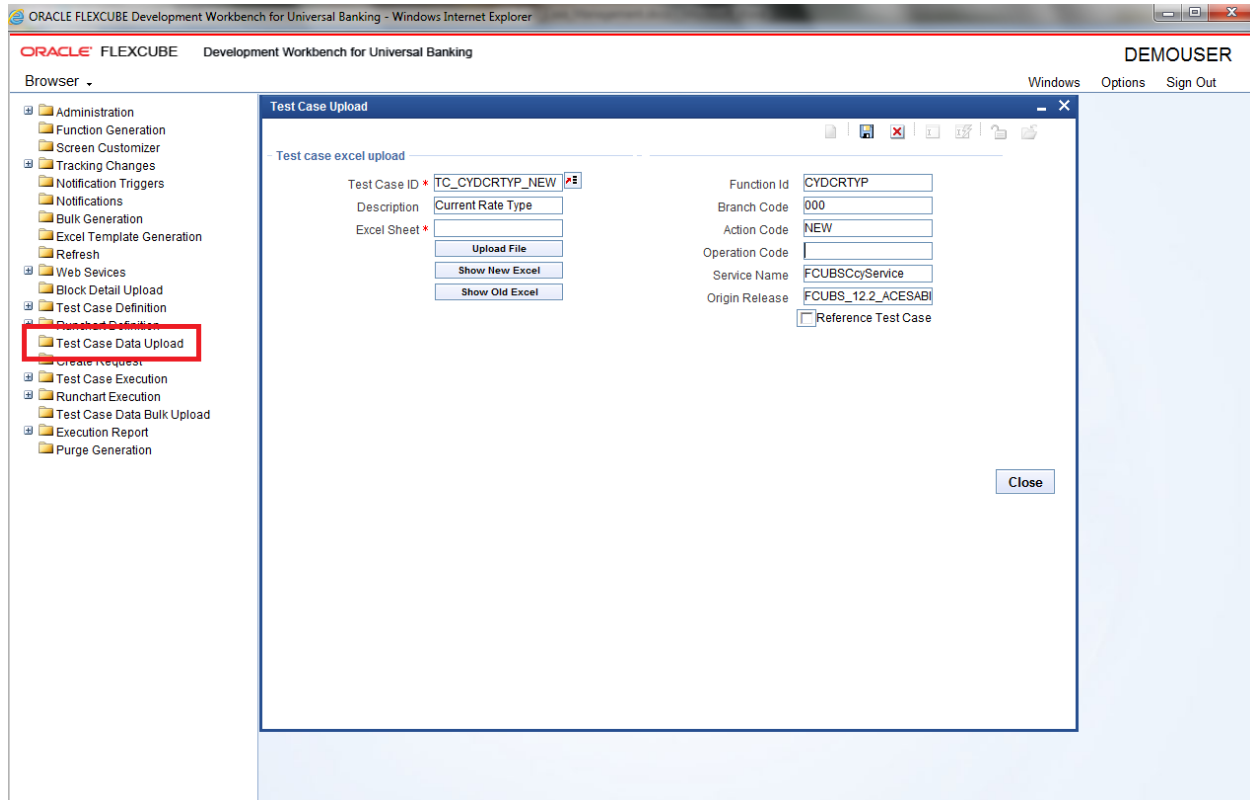 ORACLE FLEXCUBE Development Workbench for Universal Banking - Windows Internet Explorer
ORACLE FLEXCUBE Development Workbench for Universal Banking
DEMOUSER
Browser
Windows Options Sign Out
Administration
Function Generation
Screen Customizer
Tracking Changes
Notification Triggers
Notifications
Bulk Generation
Excel Template Generation
Refresh
Web Sevices
Block Detail Upload
Test Case Definition
Runchart Definition
Test Case Data Upload
Create Request
Test Case Execution
Runchart Execution
Test Case Data Bulk Upload
Execution Report
Purge Generation
Test Case Upload
Test case excel upload
Test Case ID * TC_CYDCRTYP_NEW
Description Current Rate Type
Excel Sheet *
Upload File
Show New Excel
Show Old Excel
Function Id CYDCRTYP
Branch Code 000
Action Code NEW
Operation Code
Service Name FCUBSCcyService
Origin Release FCUBS_12.2_ACESABI
Reference Test Case
Close